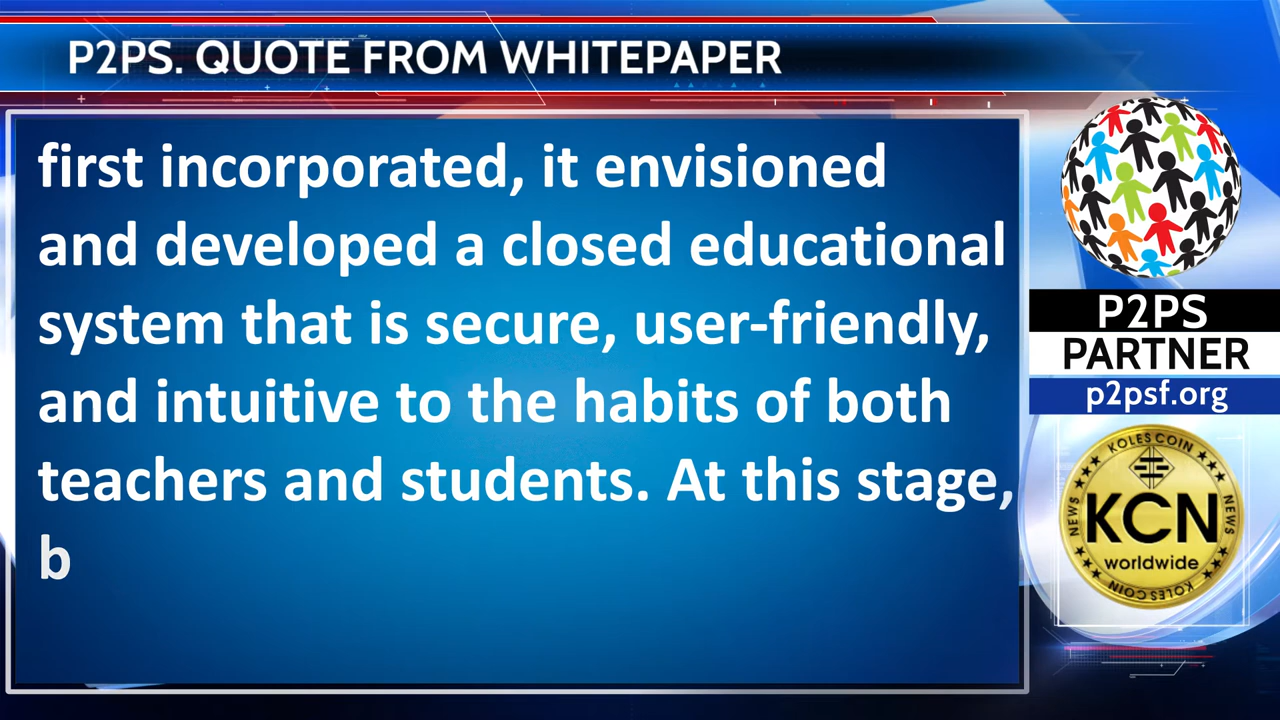 P2PS. QUOTE FROM WHITEPAPER
first incorporated, it envisioned
and developed a closed educational
system that is secure, user-friendly,
and intuitive to the habits of both
teachers and students. At this stage,
b
P2PS
PARTNER
p2psf.org
KOLES COIN
NEWS
KCN
NEWS
worldwide
KOLES COIN